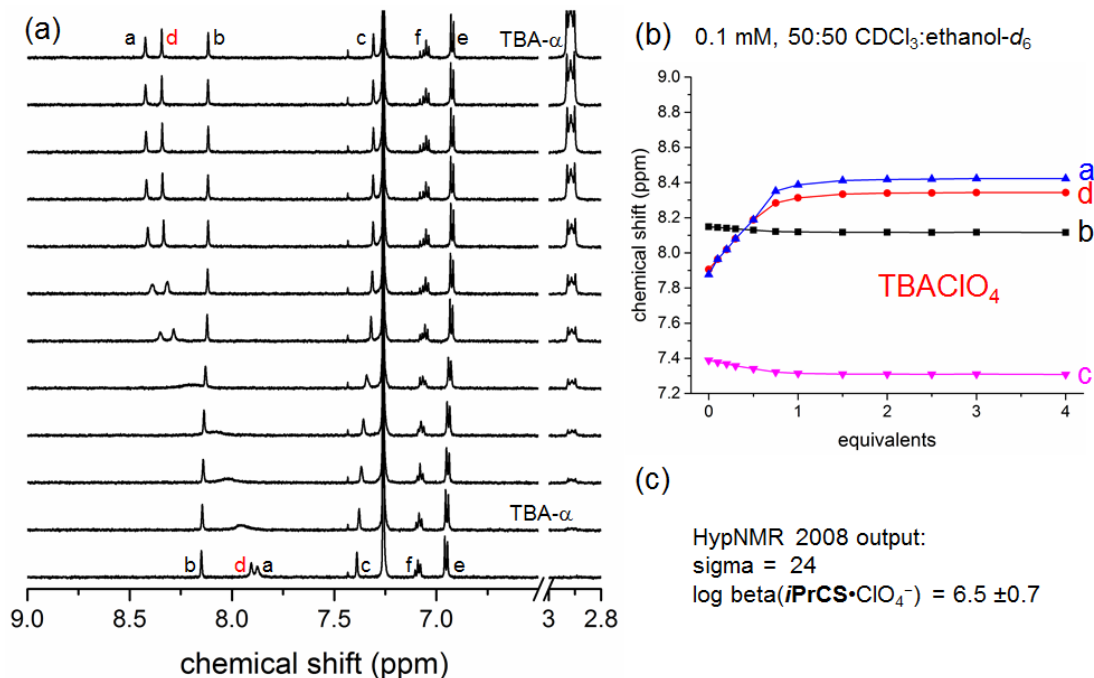 (a)
a d b c f e TBA-α
TBA-α
b d a c f e
9.0 8.5 8.0 7.5 7.0 3 2.8
chemical shift (ppm)
(b) 0.1 mM, 50:50 CDCl₃:ethanol-d₆
9.0
8.8
8.6
8.4
8.2
8.0
7.8
7.6
7.4
7.2
chemical shift (ppm)
a
d
b
TBAClO₄
c
0 1 2 3 4
equivalents
(c)
HypNMR 2008 output:
sigma = 24
log beta(iPrCS•ClO₄⁻) = 6.5 ±0.7